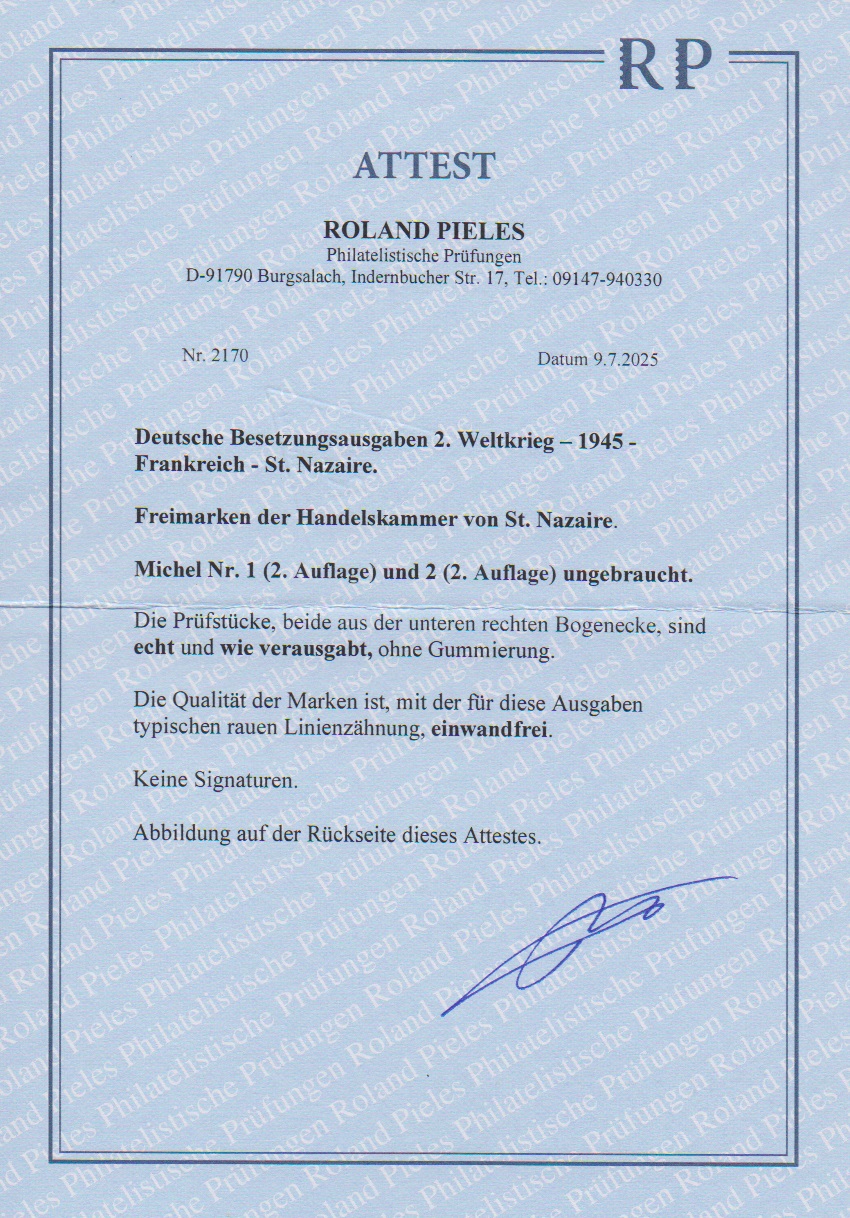 RP
ATTEST
ROLAND PIELES
Philatelistische Prüfungen
D-91790 Burgsalach, Indernbucher Str. 17, Tel.: 09147-940330
Nr. 2170
Datum 9.7.2025
Deutsche Besetzungsausgaben 2. Weltkrieg – 1945 -
Frankreich - St. Nazaire.
Freimarken der Handelskammer von St. Nazaire.
Michel Nr. 1 (2. Auflage) und 2 (2. Auflage) ungebraucht.
Die Prüfstücke, beide aus der unteren rechten Bogenecke, sind
echt und wie verausgabt, ohne Gummierung.
Die Qualität der Marken ist, mit der für diese Ausgaben
typischen rauen Linienzähnung, einwandfrei.
Keine Signaturen.
Abbildung auf der Rückseite dieses Attestes.